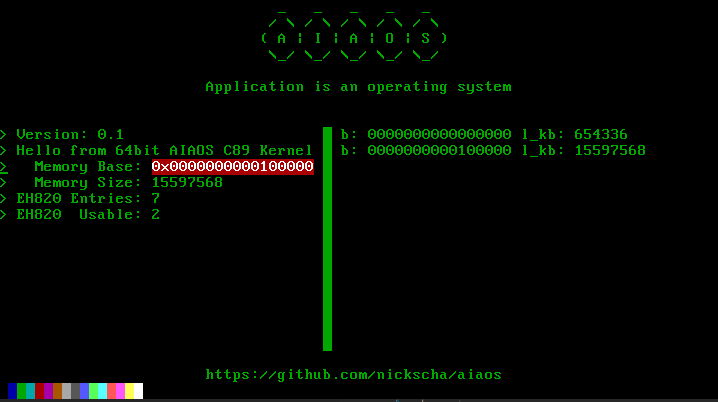 ( A | I | A | O | S )
Application is an operating system
> Version: 0.1
> Hello from 64bit AIAOS C89 Kernel
> Memory Base: 0x0000000000100000
> Memory Size: 15597568
> EH820 Entries: 7
> EH820  Usable: 2
b: 0000000000000000 l_kb: 654336
b: 0000000000100000 l_kb: 15597568
https://github.com/nickscha/aiaos